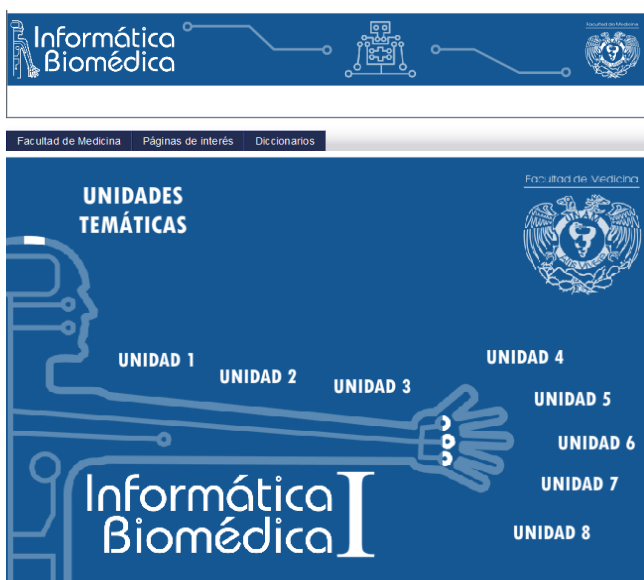 Informática
Biomédica
Facultad de Medicina
Facultad de Medicina
Páginas de interés
Diccionarios
UNIDADES
TEMÁTICAS
Facultad de Medicina
UNAM
UNIDAD 1
UNIDAD 2
UNIDAD 3
UNIDAD 4
UNIDAD 5
UNIDAD 6
UNIDAD 7
UNIDAD 8
Informática I
Biomédica